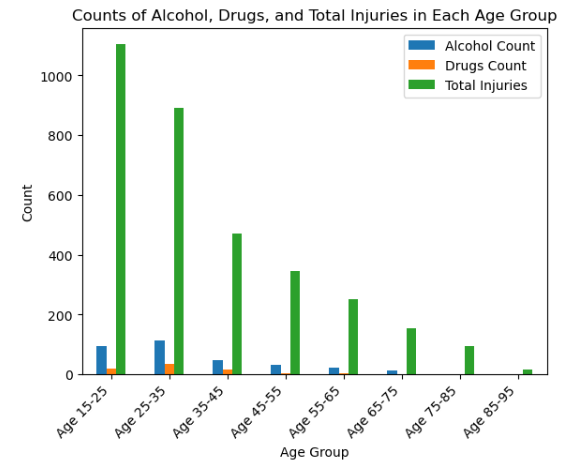 Counts of Alcohol, Drugs, and Total Injuries in Each Age Group
Alcohol Count
Drugs Count
Total Injuries
1000
800
600
400
200
0
Count
Age 15-25
Age 25-35
Age 35-45
Age 45-55
Age 55-65
Age 65-75
Age 75-85
Age 85-95
Age Group